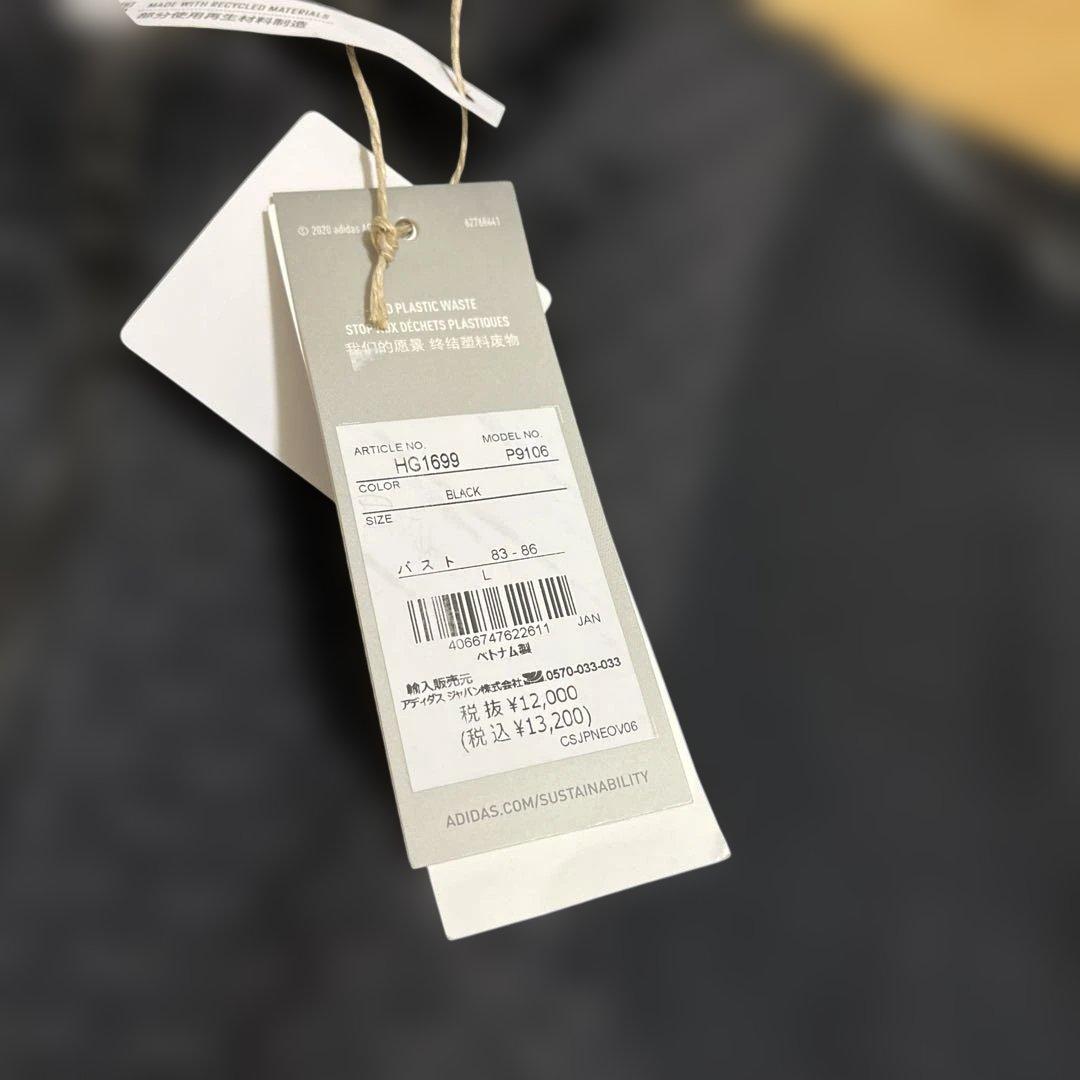 MADE WITH RECYCLED MATERIALS
部分使用再生材料制造
© 2020 adidas
62768441
PLASTIC WASTE
STOP AUX DÉCHETS PLASTIQUES
我们的愿景 终结塑料废物
ARTICLE NO. MODEL NO.
HG1699 P9106
COLOR
BLACK
SIZE
バスト 83 - 86
L
4066747622611 JAN
ベトナム製
輸入販売元
アディダス ジャパン株式会社 0570-033-033
税抜 ¥12,000
(税込 ¥13,200)
CSJPNEOV06
ADIDAS.COM/SUSTAINABILITY